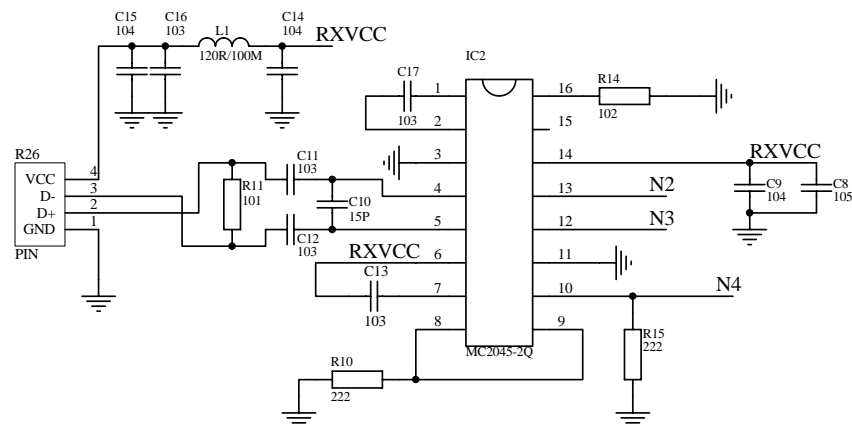 C15
104
C16
103
L1
120R/100M
C14
104
RXVCC
IC2
C17
103
1
2
3
4
5
6
7
8
16
15
14
13
12
11
10
9
MC2045-2Q
R14
102
RXVCC
C9
104
C8
105
N2
N3
N4
R26
VCC
D-
D+
GND
4
3
2
1
PIN
R11
101
C11
103
C10
15P
C12
103
RXVCC
C13
103
R10
222
R15
222